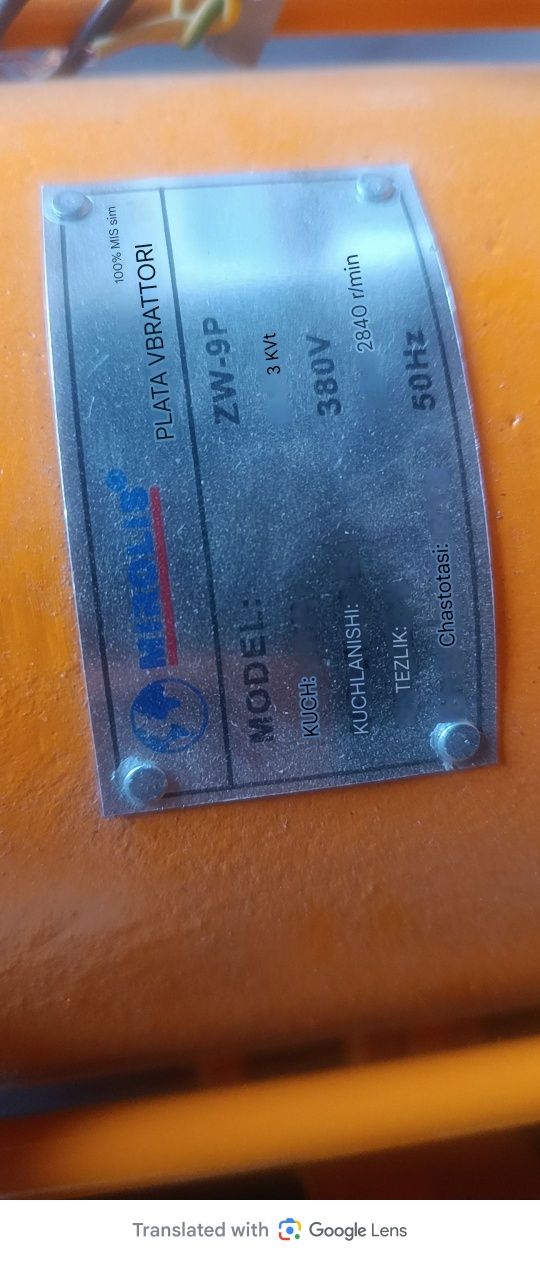 MIROLIS®
100% MIS sim
PLATA VBRATTORI
MODEL: ZW-9P
KUCH: 3 KVt
KUCHLANISHI: 380V
TEZLIK: 2840 r/min
Chastotasi: 50Hz
Translated with Google Lens